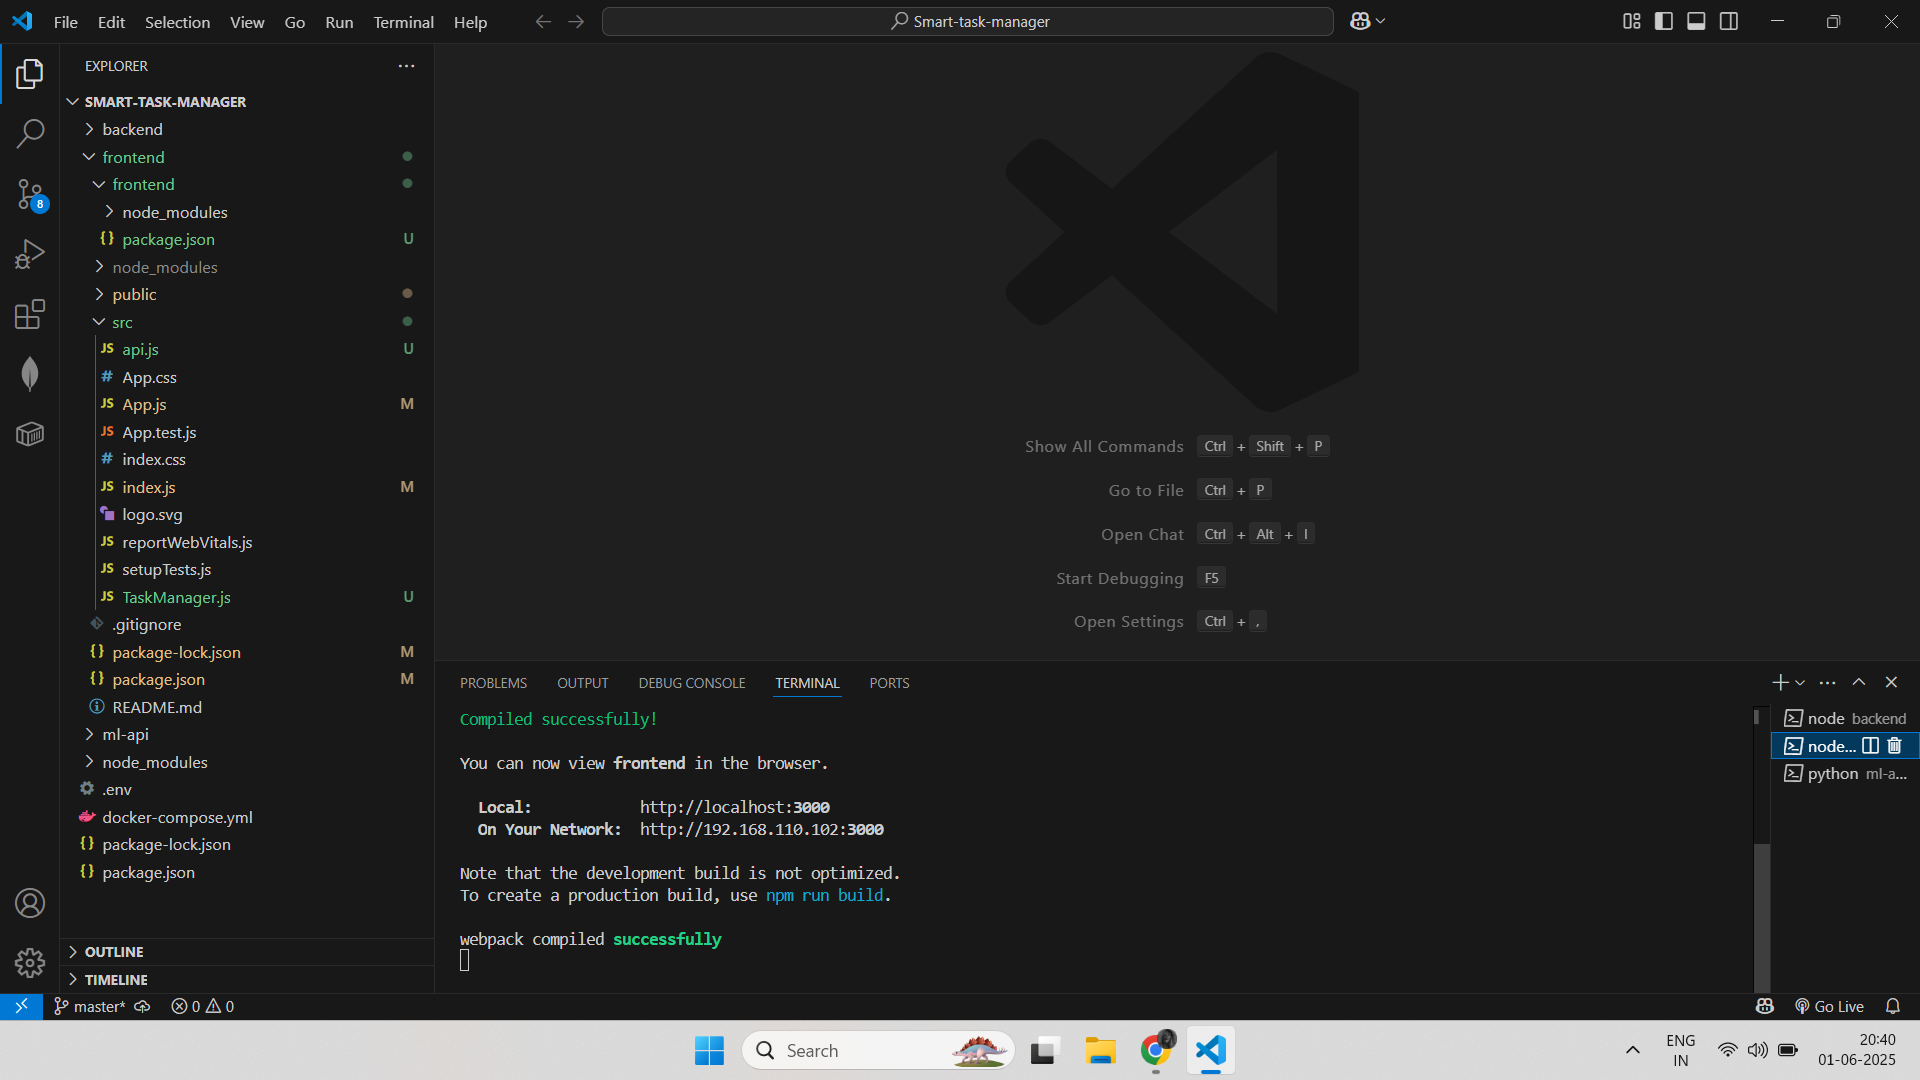 File Edit Selection View Go Run Terminal Help
Smart-task-manager
EXPLORER
SMART-TASK-MANAGER
backend
frontend
frontend
node_modules
package.json U
node_modules
public
src
api.js U
App.css
App.js M
App.test.js
index.css
index.js M
logo.svg
reportWebVitals.js
setupTests.js
TaskManager.js U
.gitignore
package-lock.json M
package.json M
README.md
ml-api
node_modules
.env
docker-compose.yml
package-lock.json
package.json
OUTLINE
TIMELINE
8
Show All Commands Ctrl + Shift + P
Go to File Ctrl + P
Open Chat Ctrl + Alt + I
Start Debugging F5
Open Settings Ctrl + ,
PROBLEMS OUTPUT DEBUG CONSOLE TERMINAL PORTS
Compiled successfully!
You can now view frontend in the browser.
Local: http://localhost:3000
On Your Network: http://192.168.110.102:3000
Note that the development build is not optimized.
To create a production build, use npm run build.
webpack compiled successfully
node backend
node...
python ml-a...
master* 0 0
Go Live
Search
ENG
IN
20:40
01-06-2025